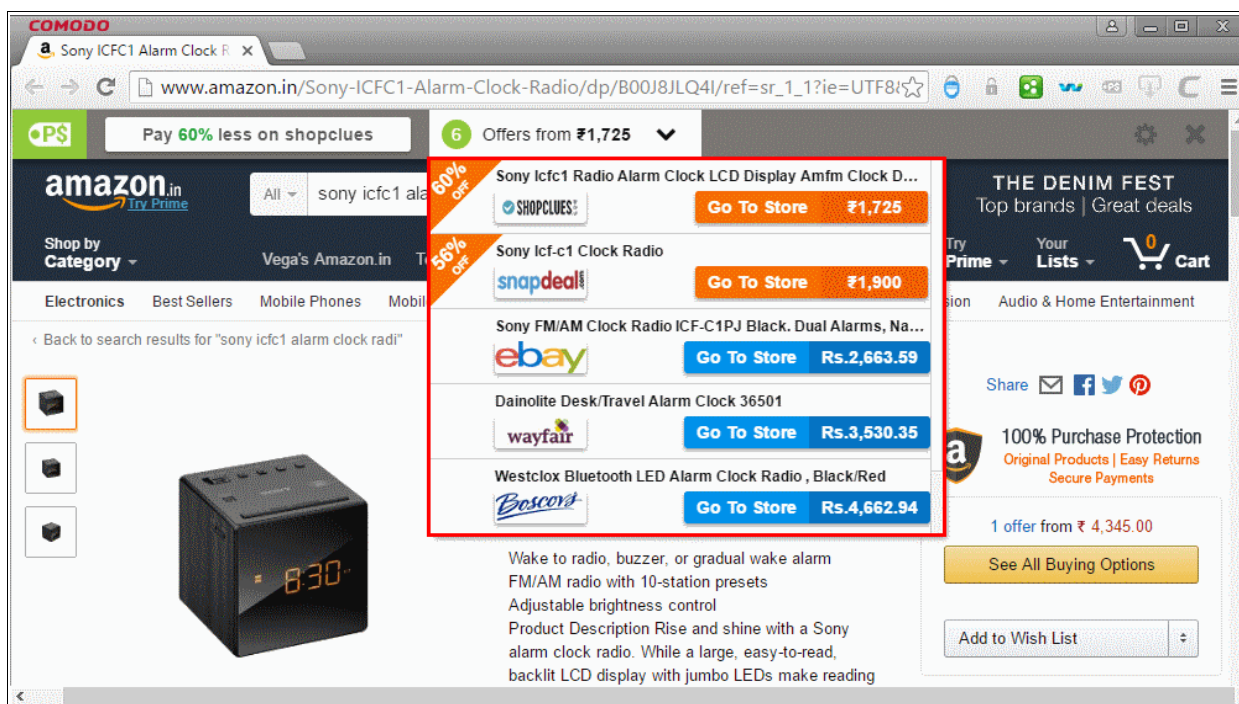 COMODO
Sony ICFC1 Alarm Clock R
www.amazon.in/Sony-ICFC1-Alarm-Clock-Radio/dp/B00J8JLQ4I/ref=sr_1_1?ie=UTF8&
P$ Pay 60% less on shopclues 6 Offers from ₹1,725
amazon.in
Try Prime
All sony icfc1 ala
Shop by
Category
Vega's Amazon.in
60% OFF
Sony Icfc1 Radio Alarm Clock LCD Display Amfm Clock D...
SHOPCLUES Go To Store ₹1,725
56% OFF
Sony Icf-c1 Clock Radio
snapdeal Go To Store ₹1,900
Sony FM/AM Clock Radio ICF-C1PJ Black. Dual Alarms, Na...
ebay Go To Store Rs.2,663.59
Dainolite Desk/Travel Alarm Clock 36501
wayfair Go To Store Rs.3,530.35
Westclox Bluetooth LED Alarm Clock Radio , Black/Red
Boscov's Go To Store Rs.4,662.94
THE DENIM FEST
Top brands | Great deals
Try
Prime
Your
Lists
0
Cart
Electronics Best Sellers Mobile Phones Mobil
sion Audio & Home Entertainment
‹ Back to search results for "sony icfc1 alarm clock radi"
8:30
Wake to radio, buzzer, or gradual wake alarm
FM/AM radio with 10-station presets
Adjustable brightness control
Product Description Rise and shine with a Sony
alarm clock radio. While a large, easy-to-read,
backlit LCD display with jumbo LEDs make reading
Share
a
100% Purchase Protection
Original Products | Easy Returns
Secure Payments
1 offer from ₹ 4,345.00
See All Buying Options
Add to Wish List